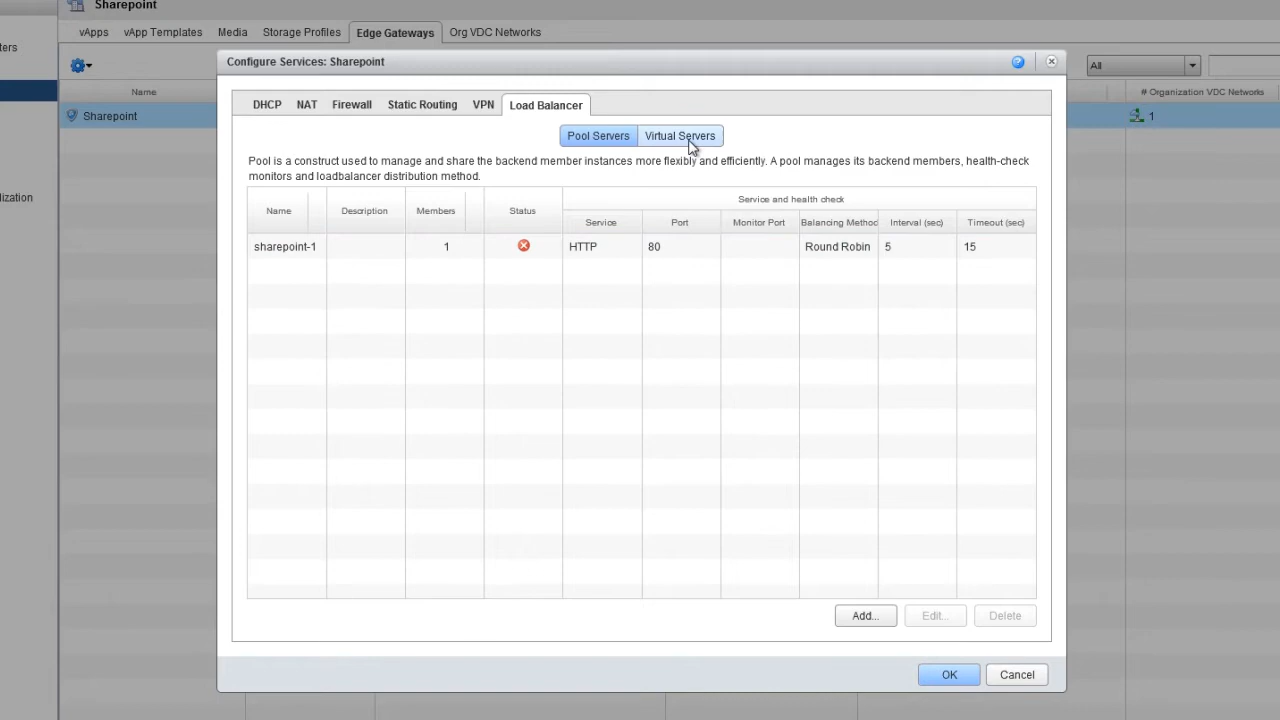 Sharepoint
vApps vApp Templates Media Storage Profiles Edge Gateways Org VDC Networks
ters
Configure Services: Sharepoint
All
Name
# Organization VDC Networks
DHCP NAT Firewall Static Routing VPN Load Balancer
Sharepoint
1
Pool Servers Virtual Servers
Pool is a construct used to manage and share the backend member instances more flexibly and efficiently. A pool manages its backend members, health-check
monitors and loadbalancer distribution method.
lization
Service and health check
Name Description Members Status
Service Port Monitor Port Balancing Method Interval (sec) Timeout (sec)
sharepoint-1 1 HTTP 80 Round Robin 5 15
Add... Edit... Delete
OK Cancel